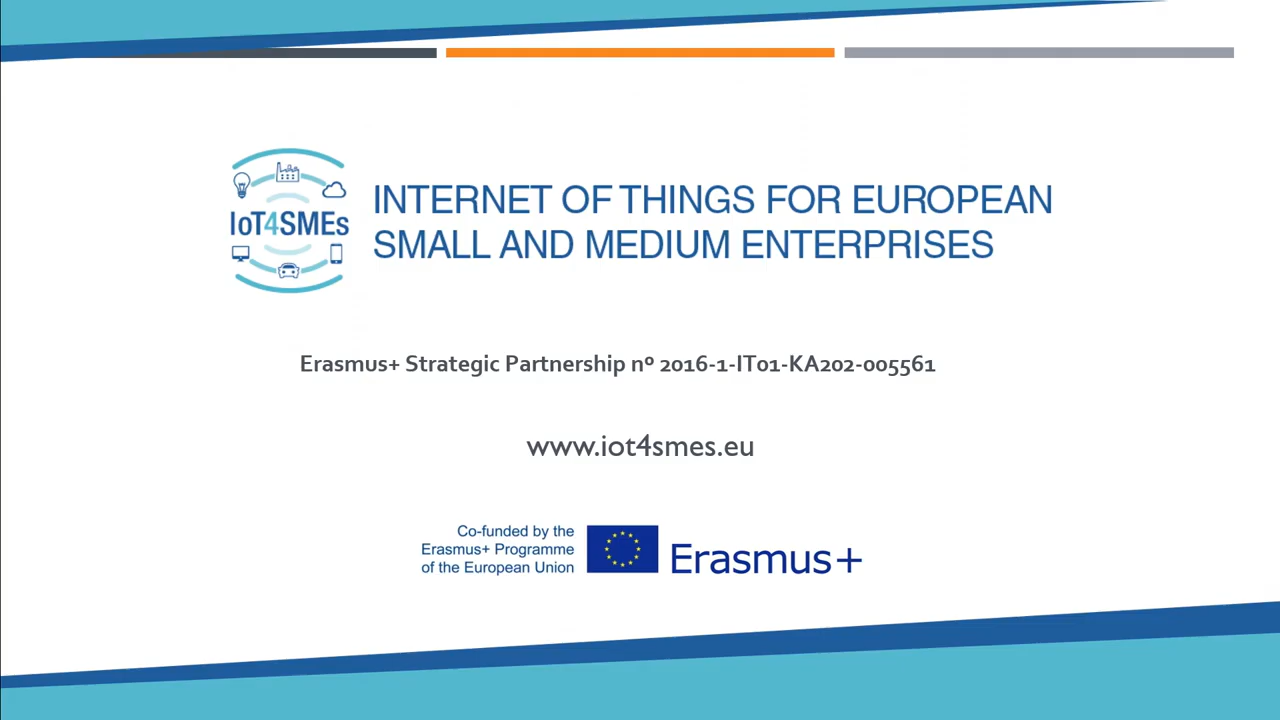 IoT4SMEs
INTERNET OF THINGS FOR EUROPEAN
SMALL AND MEDIUM ENTERPRISES
Erasmus+ Strategic Partnership nº 2016-1-IT01-KA202-005561
www.iot4smes.eu
Co-funded by the
Erasmus+ Programme
of the European Union
Erasmus+